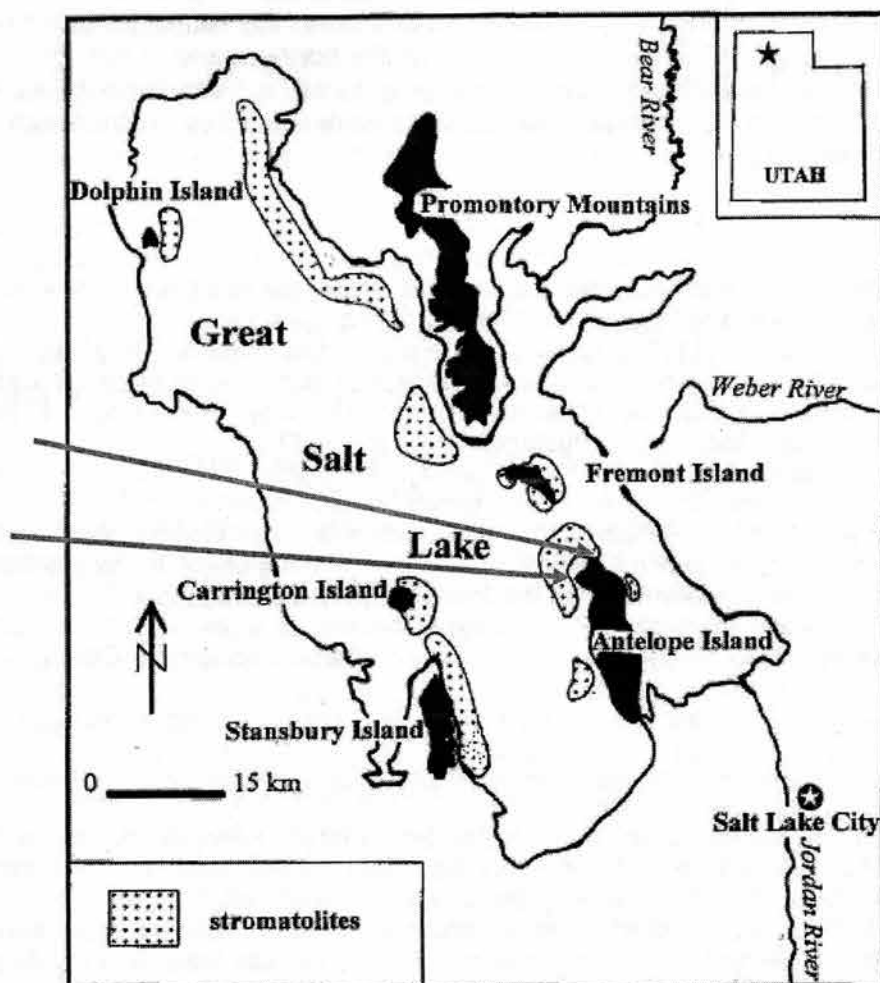 Bear River
UTAH
Dolphin Island
Promontory Mountains
Great
Weber River
Salt
Fremont Island
Lake
Carrington Island
N
Antelope Island
Stansbury Island
0 15 km
Salt Lake City
Jordan River
stromatolites